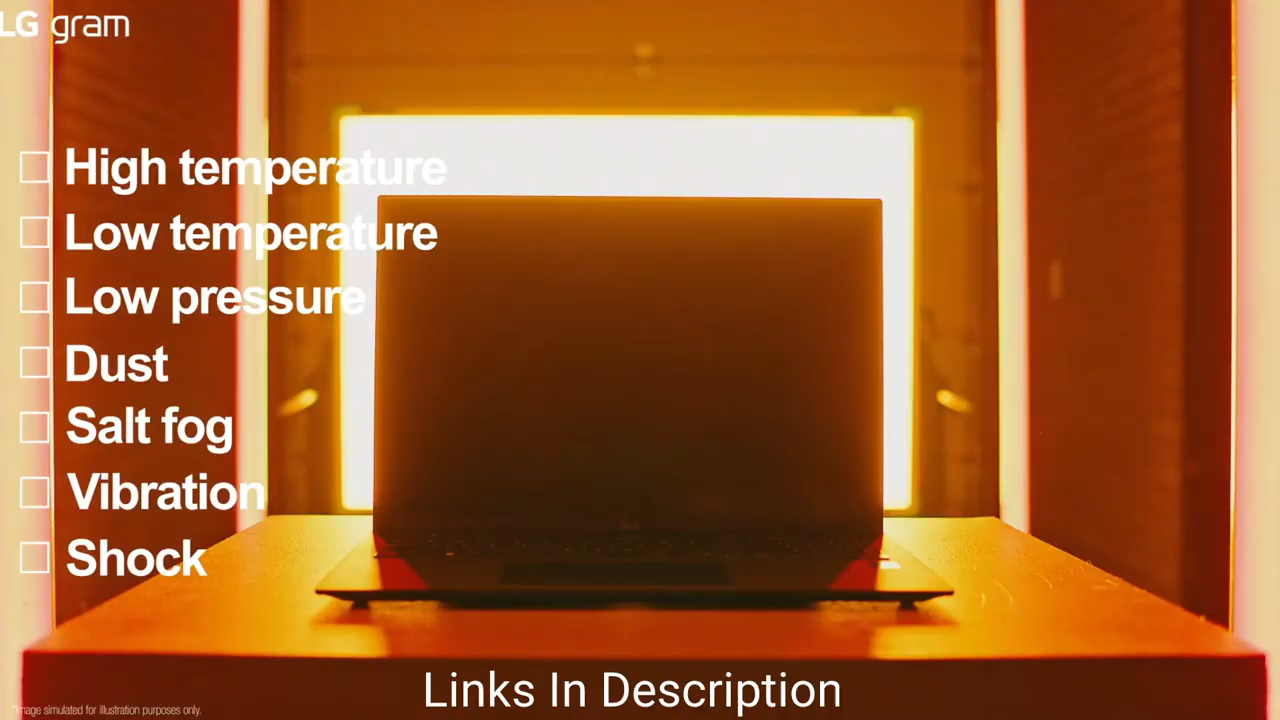 LG gram
High temperature
Low temperature
Low pressure
Dust
Salt fog
Vibration
Shock
Links In Description
*Image simulated for illustration purposes only.